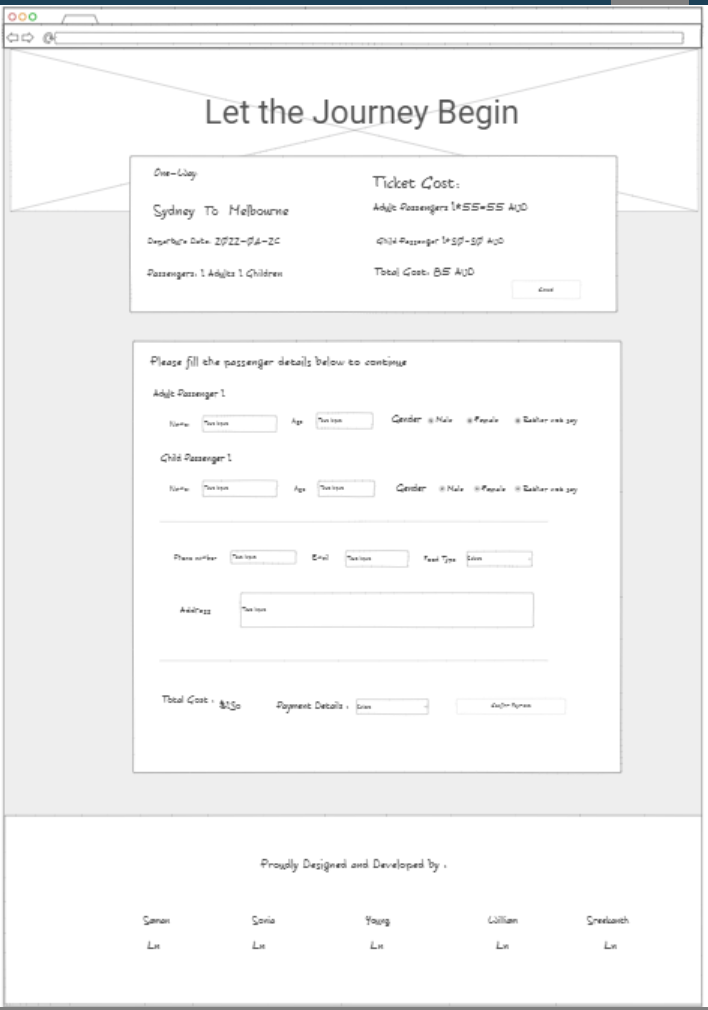 Let the Journey Begin
One-Way
Sydney To Melbourne
Departure Date: 2022-04-26
Passengers: 1 Adults 1 Children
Ticket Cost:
Adult Passengers 1*55=55 AUD
Child Passenger 1*30=30 AUD
Total Cost: 85 AUD
Please fill the passenger details below to continue
Adult Passenger 1
Name Text Input Age Text Input Gender Male Female Rather not say
Child Passenger 1
Name Text Input Age Text Input Gender Male Female Rather not say
Phone number Text Input Email Text Input Food Type
Address Text Input
Total Cost : Payment Details : Confirm Payment
Proudly Designed and Developed by :
Saman Sonia Young William Sreekanth
Ln Ln Ln Ln Ln